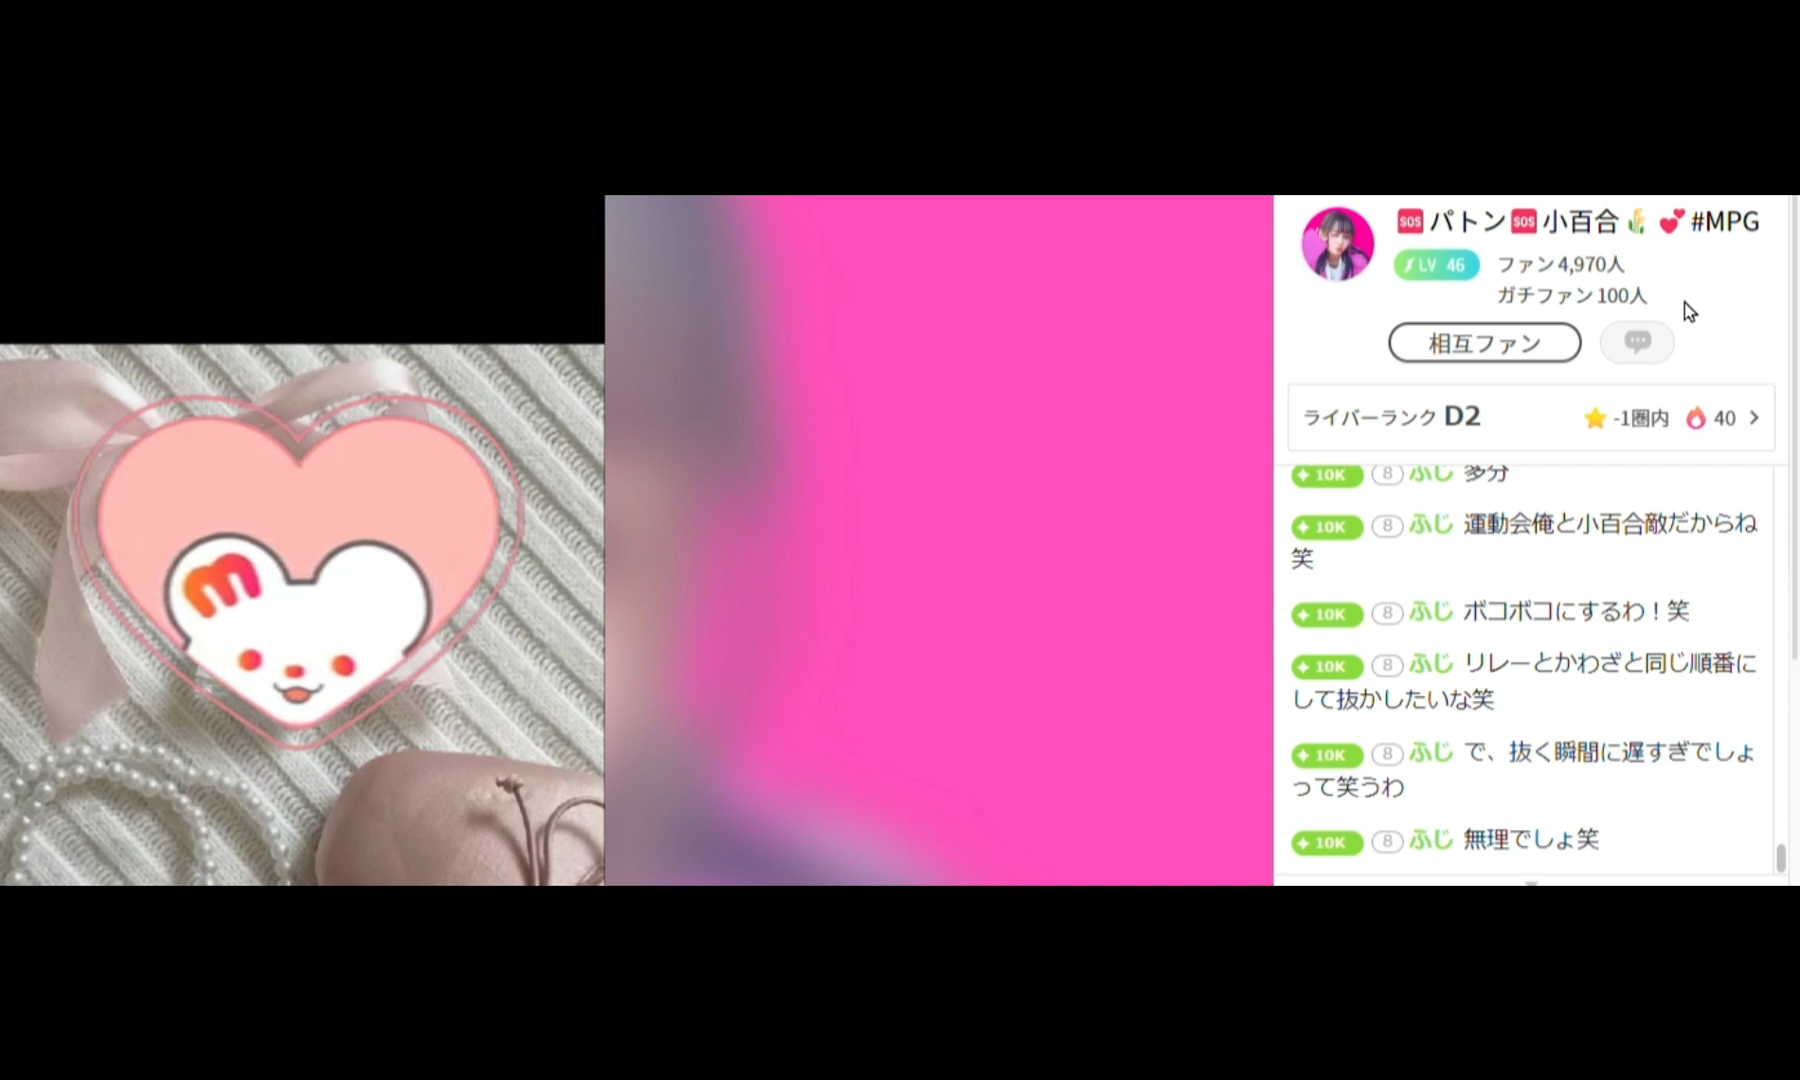 m
SOS パトン SOS 小百合 💕 #MPG
LV 46
ファン4,970人
ガチファン100人
相互ファン
ライバーランク D2 -1圏内 40
10K 8 ふじ 多分
10K 8 ふじ 運動会俺と小百合敵だからね
笑
10K 8 ふじ ボコボコにするわ！笑
10K 8 ふじ リレーとかわざと同じ順番に
して抜かしたいな笑
10K 8 ふじ で、抜く瞬間に遅すぎでしょ
って笑うわ
10K 8 ふじ 無理でしょ笑